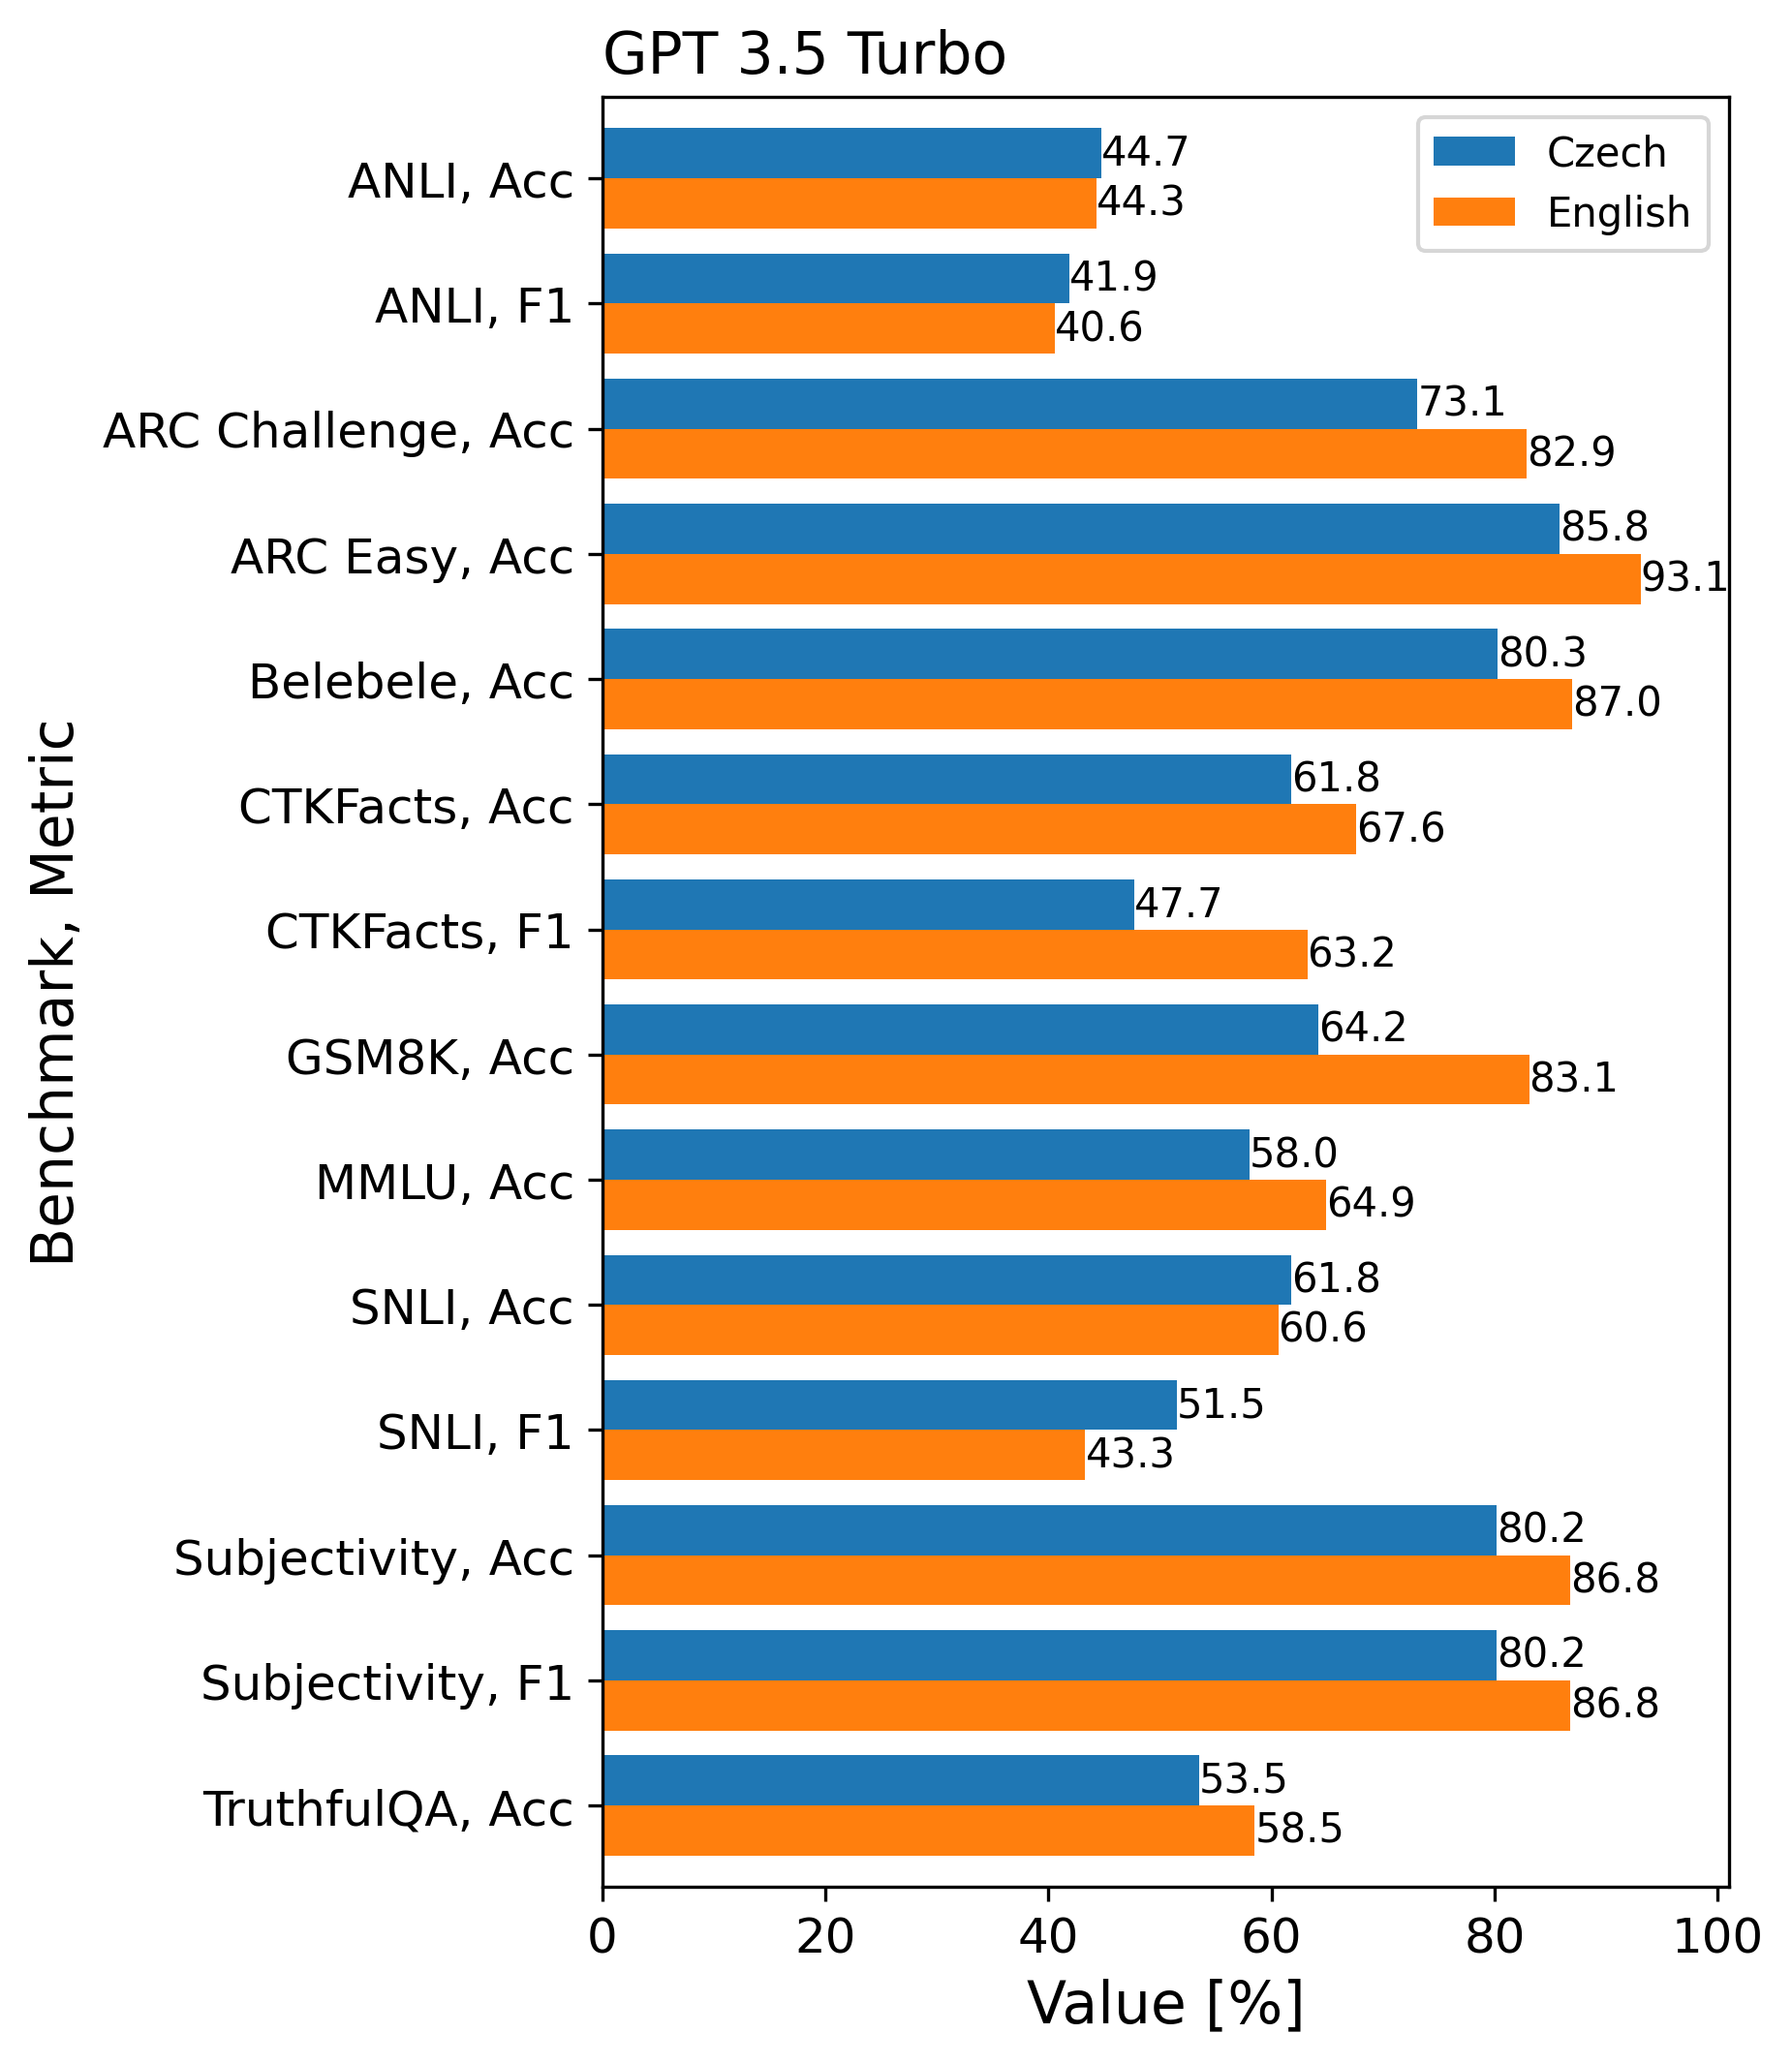 GPT 3.5 Turbo
Czech
English
Benchmark, Metric
ANLI, Acc
44.7
44.3
ANLI, F1
41.9
40.6
ARC Challenge, Acc
73.1
82.9
ARC Easy, Acc
85.8
93.1
Belebele, Acc
80.3
87.0
CTKFacts, Acc
61.8
67.6
CTKFacts, F1
47.7
63.2
GSM8K, Acc
64.2
83.1
MMLU, Acc
58.0
64.9
SNLI, Acc
61.8
60.6
SNLI, F1
51.5
43.3
Subjectivity, Acc
80.2
86.8
Subjectivity, F1
80.2
86.8
TruthfulQA, Acc
53.5
58.5
0 20 40 60 80 100
Value [%]